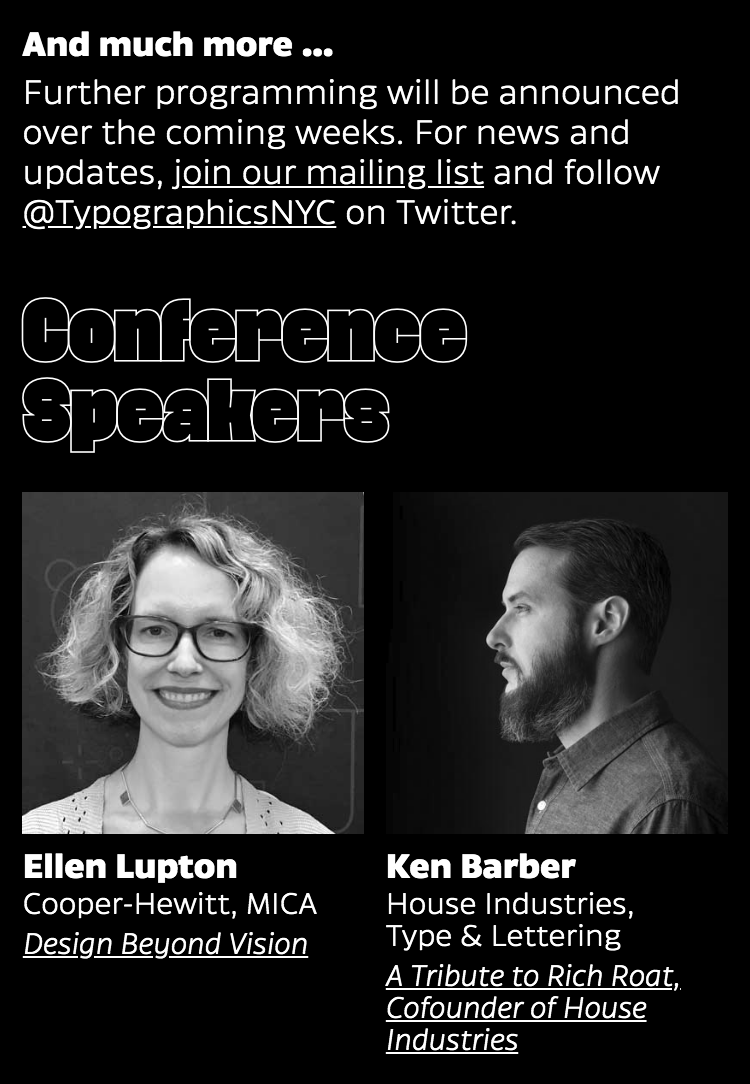 And much more ...
Further programming will be announced
over the coming weeks. For news and
updates, join our mailing list and follow
@TypographicsNYC on Twitter.
Conference
Speakers
Ellen Lupton
Cooper-Hewitt, MICA
Design Beyond Vision
Ken Barber
House Industries,
Type & Lettering
A Tribute to Rich Roat,
Cofounder of House
Industries